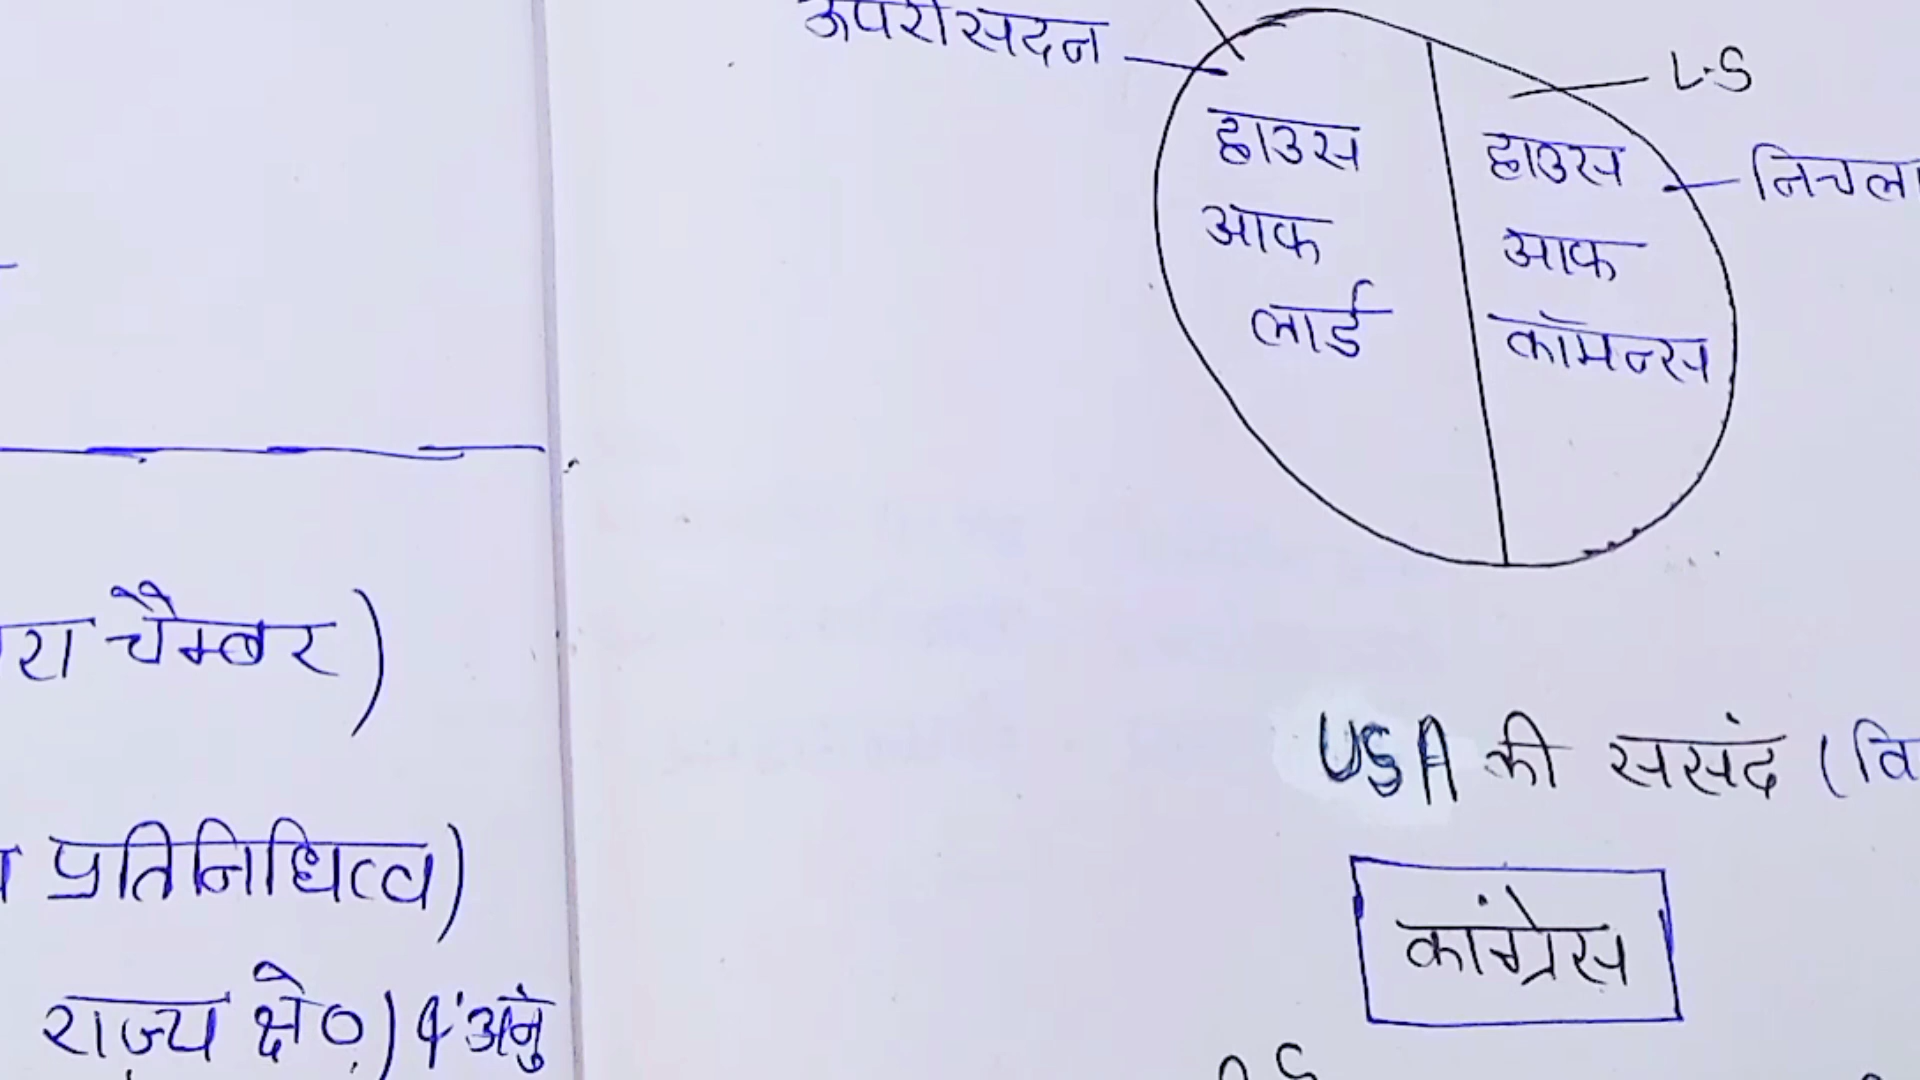 ऊपरी सदन
L.S
हाउस
आफ
लार्ड
हाउस
आफ
कॉमन्स
निचला
चैम्बर)
प्रतिनिधित्व)
राज्य क्षे०) 4 अनु
USA की ससंद (वि
कांग्रेस